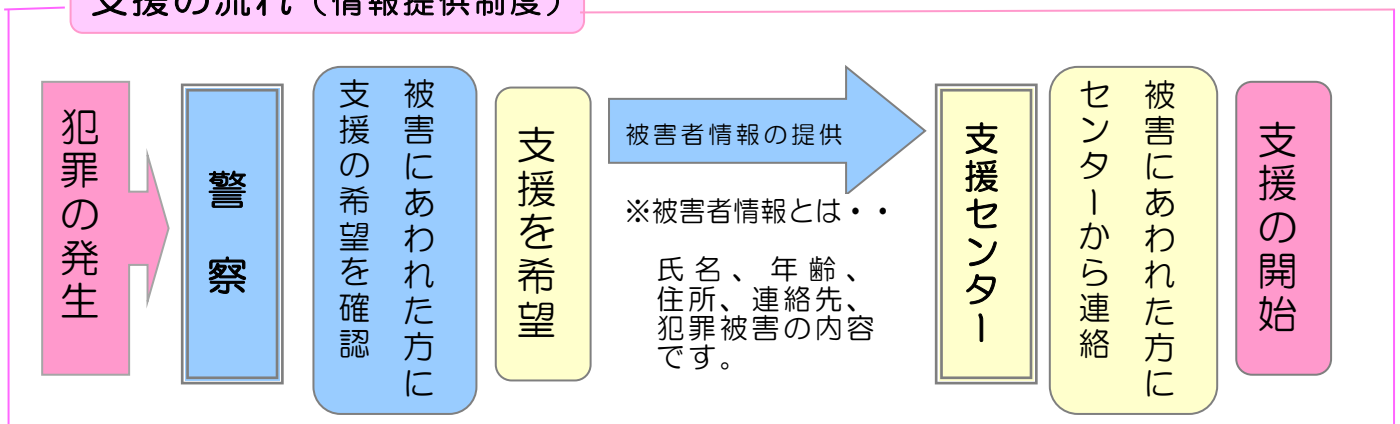 支援の流れ（情報提供制度）
犯罪の発生
警察
被害にあわれた方に
支援の希望を確認
支援を希望
被害者情報の提供
※被害者情報とは・・
氏名、年齢、
住所、連絡先、
犯罪被害の内容
です。
支援センター
被害にあわれた方に
センターから連絡
支援の開始